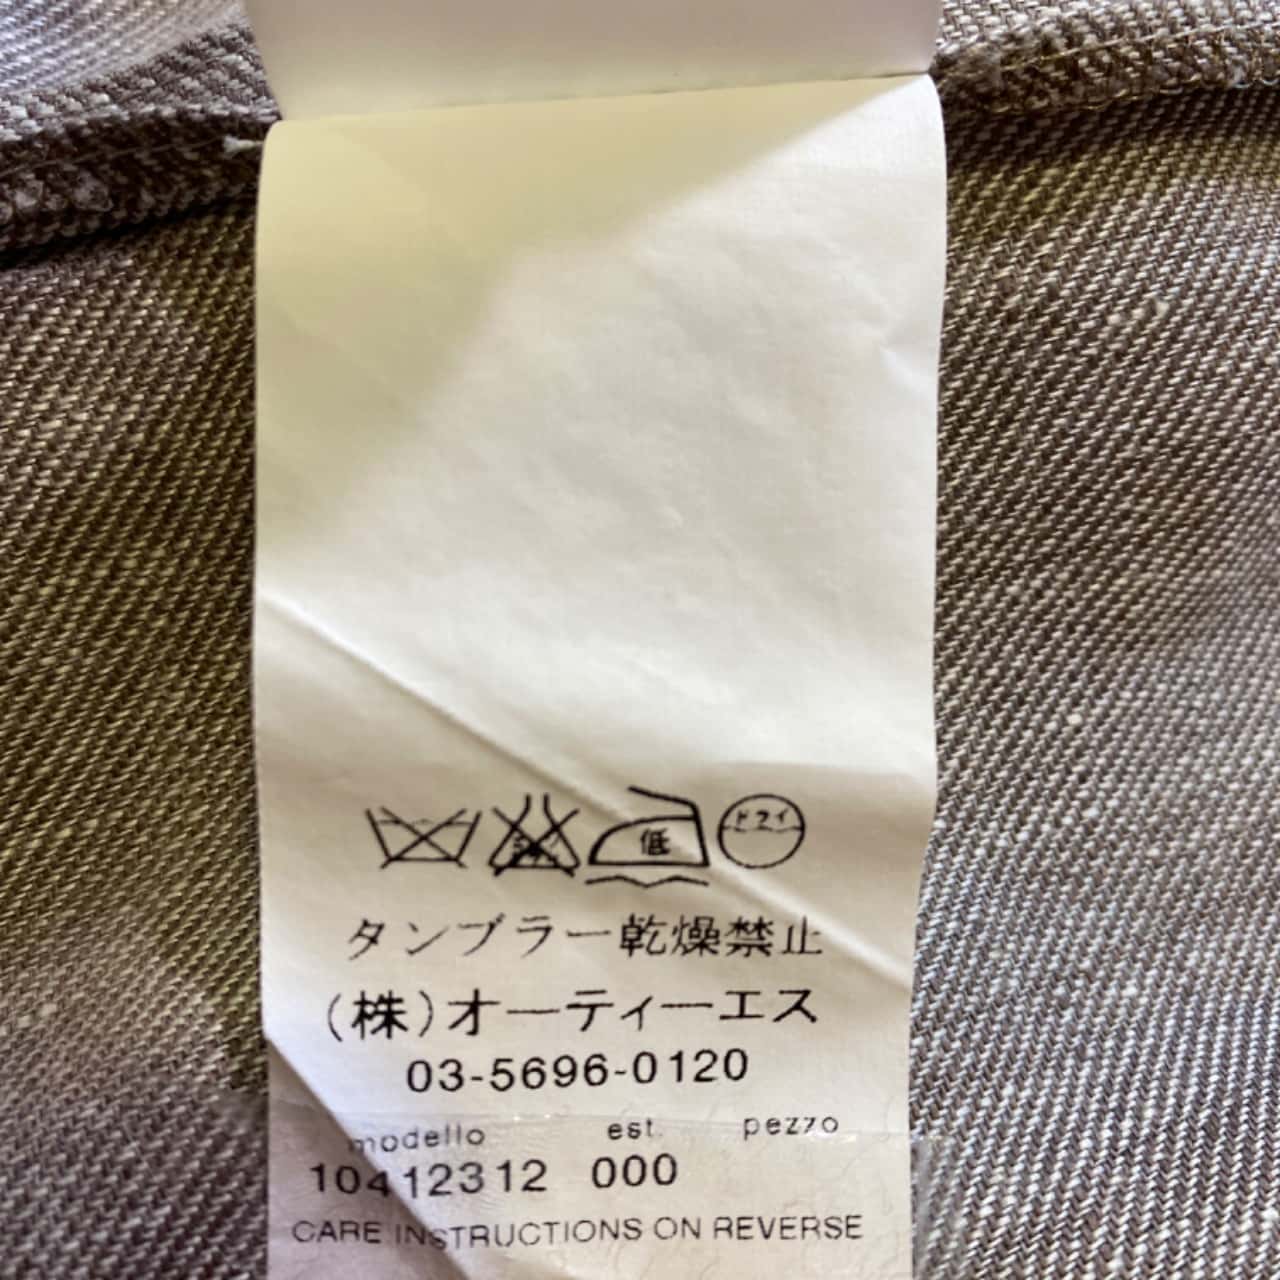 低 ドライ
タンブラー乾燥禁止
(株)オーティーエス
03-5696-0120
modello est. pezzo
10412312 000
CARE INSTRUCTIONS ON REVERSE